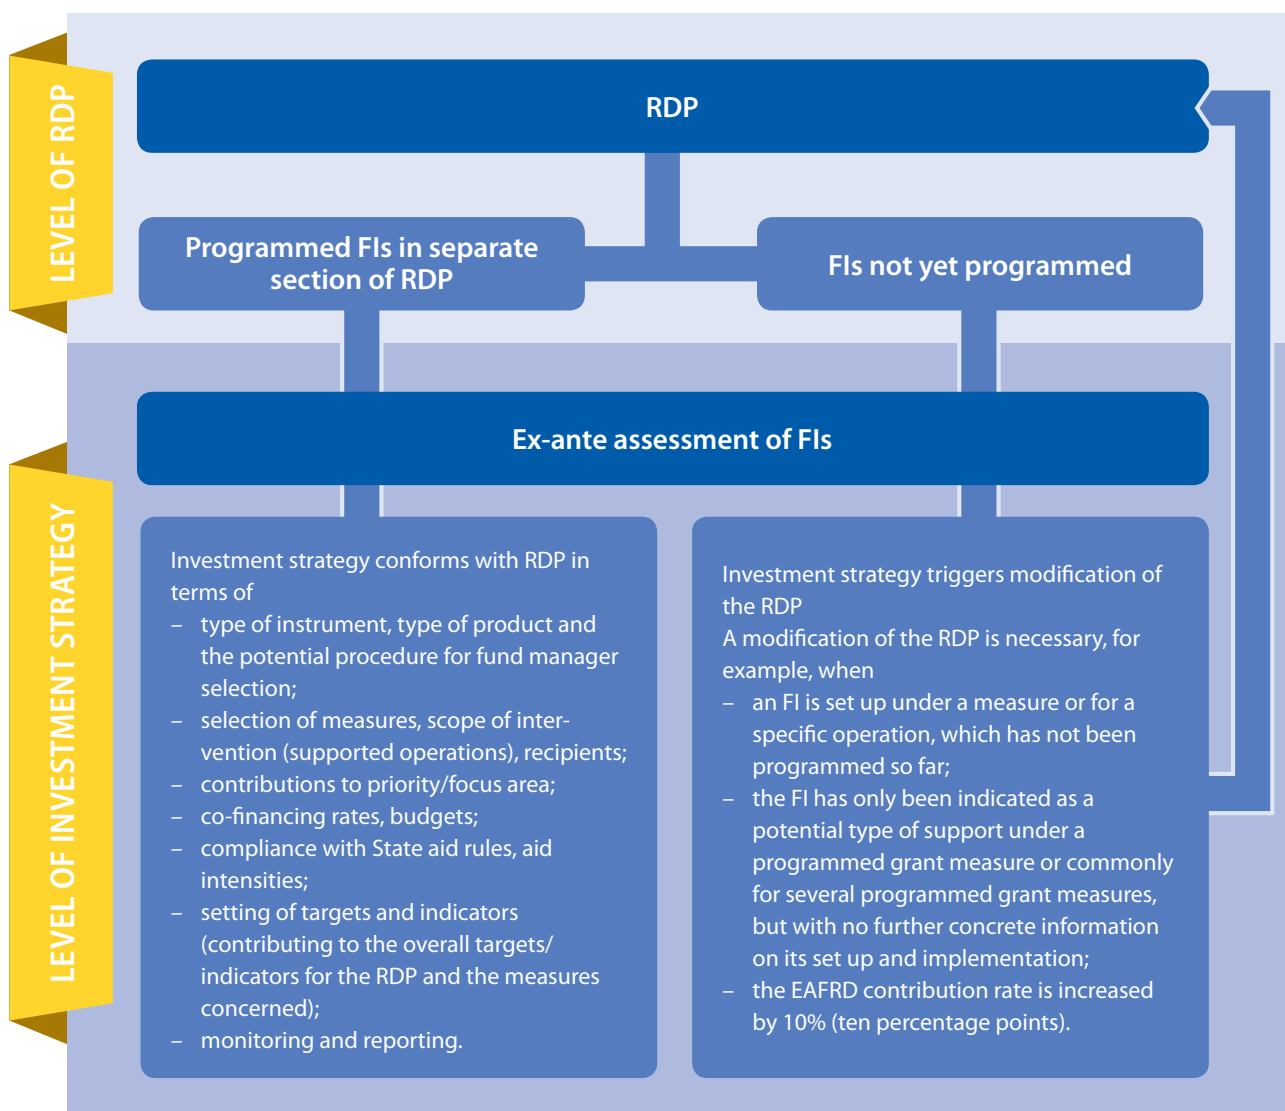 LEVEL OF RDP
RDP
Programmed FIs in separate
section of RDP
FIs not yet programmed
LEVEL OF INVESTMENT STRATEGY
Ex-ante assessment of FIs
Investment strategy conforms with RDP in
terms of
– type of instrument, type of product and
the potential procedure for fund manager
selection;
– selection of measures, scope of inter-
vention (supported operations), recipients;
– contributions to priority/focus area;
– co-financing rates, budgets;
– compliance with State aid rules, aid
intensities;
– setting of targets and indicators
(contributing to the overall targets/
indicators for the RDP and the measures
concerned);
– monitoring and reporting.
Investment strategy triggers modification of
the RDP
A modification of the RDP is necessary, for
example, when
– an FI is set up under a measure or for a
specific operation, which has not been
programmed so far;
– the FI has only been indicated as a
potential type of support under a
programmed grant measure or commonly
for several programmed grant measures,
but with no further concrete information
on its set up and implementation;
– the EAFRD contribution rate is increased
by 10% (ten percentage points).